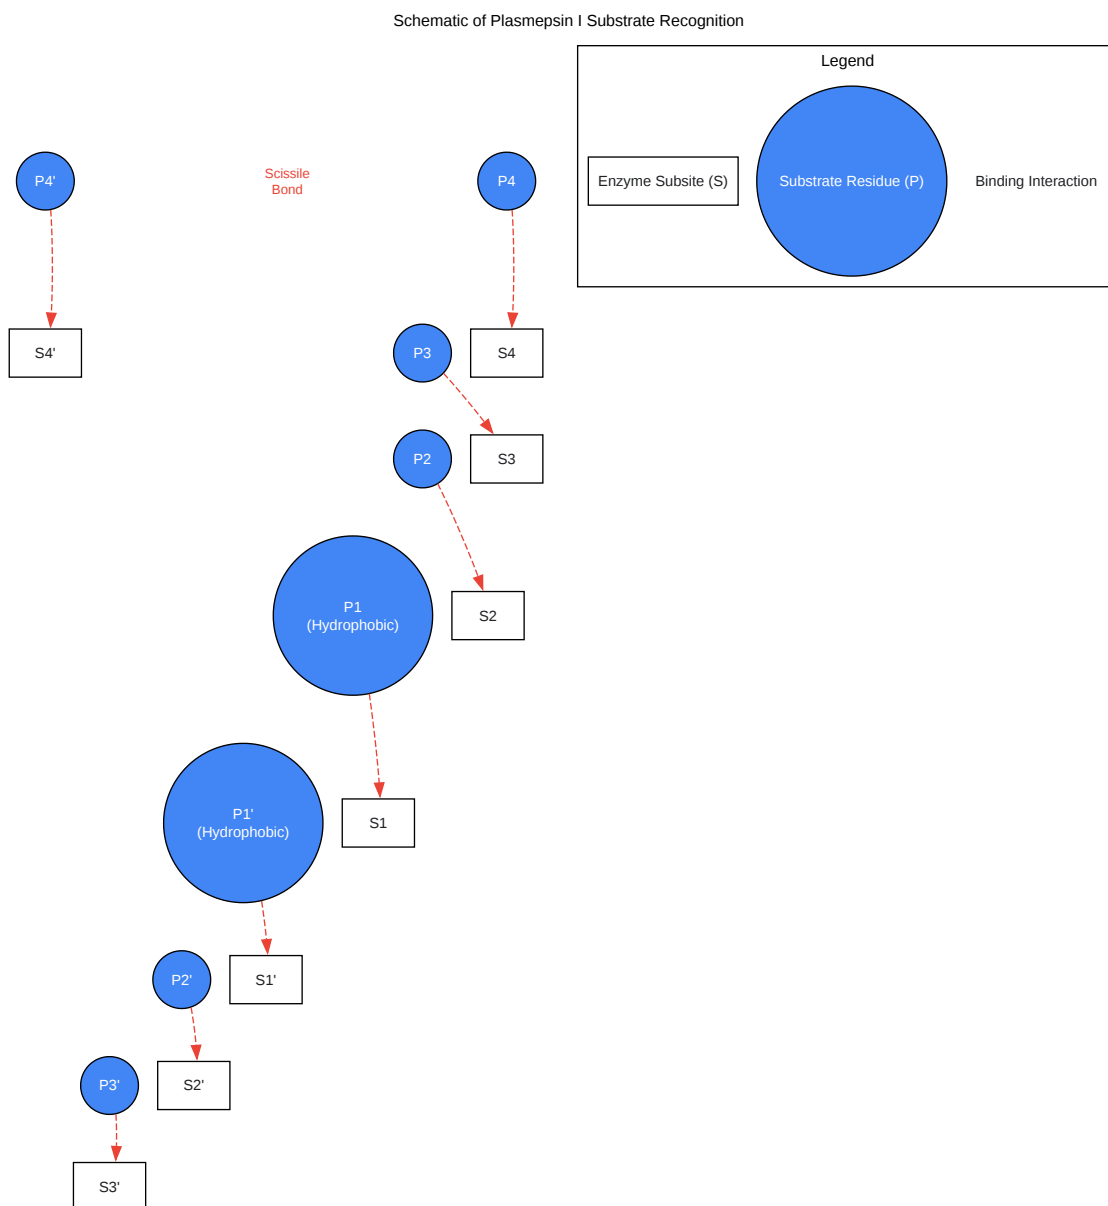 Schematic of Plasmepsin I Substrate Recognition
Legend
Enzyme Subsite (S)
Substrate Residue (P)
Binding Interaction
P4'
Scissile
Bond
P4
S4'
P3
S4
P2
S3
P1
(Hydrophobic)
S2
P1'
(Hydrophobic)
S1
P2'
S1'
P3'
S2'
S3'